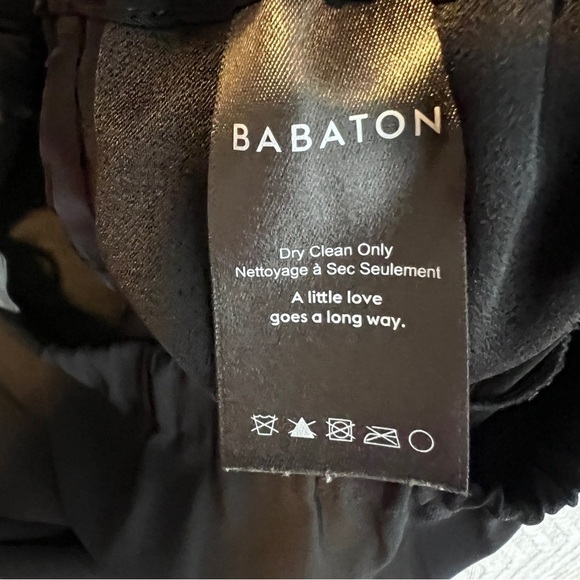 BABATON
Dry Clean Only
Nettoyage à Sec Seulement
A little love
goes a long way.